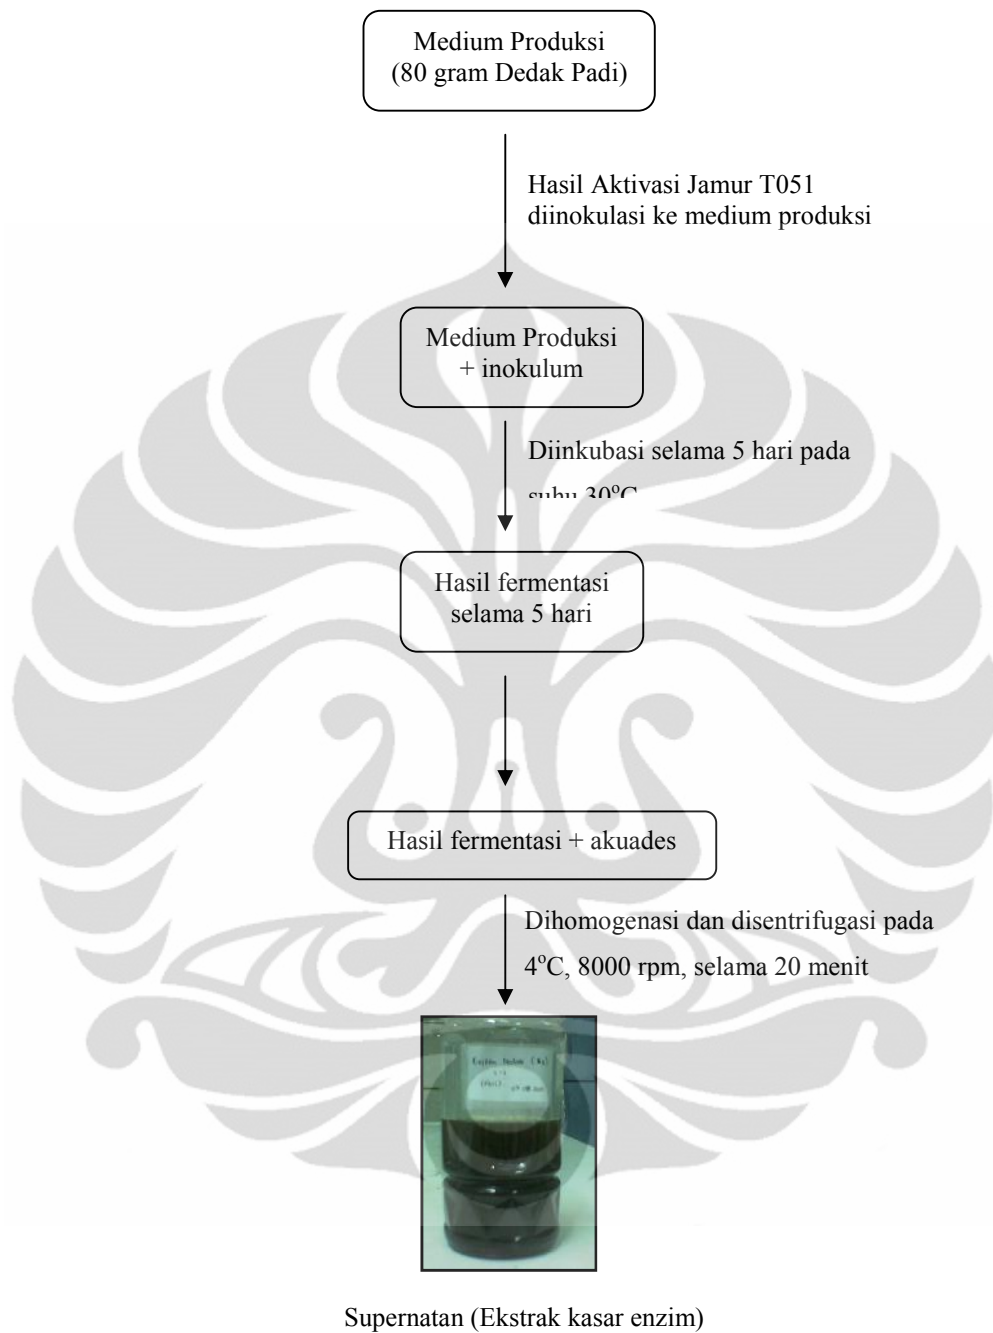 Medium Produksi
(80 gram Dedak Padi)
Hasil Aktivasi Jamur T051
diinokulasi ke medium produksi
Medium Produksi
+ inokulum
Diinkubasi selama 5 hari pada
suhu 30°C
Hasil fermentasi
selama 5 hari
Hasil fermentasi + akuades
Dihomogenasi dan disentrifugasi pada
4°C, 8000 rpm, selama 20 menit
Supernatan (Ekstrak kasar enzim)